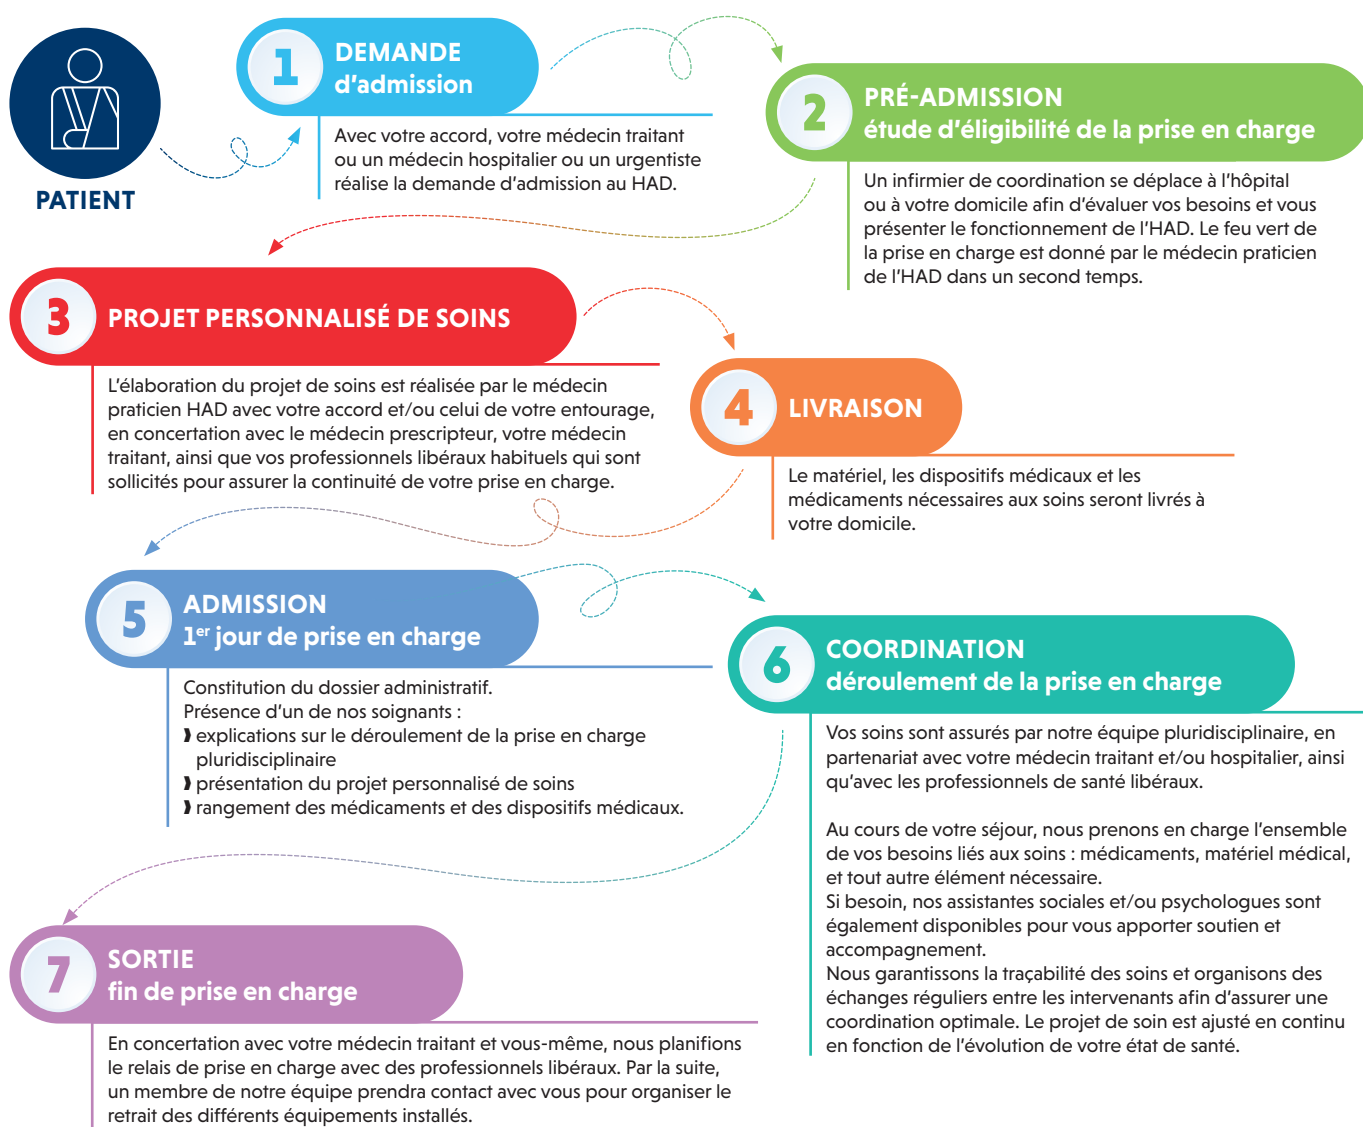 PATIENT
1
DEMANDE
d'admission
Avec votre accord, votre médecin traitant
ou un médecin hospitalier ou un urgentiste
réalise la demande d'admission au HAD.
2
PRÉ-ADMISSION
étude d'éligibilité de la prise en charge
Un infirmier de coordination se déplace à l'hôpital
ou à votre domicile afin d'évaluer vos besoins et vous
présenter le fonctionnement de l'HAD. Le feu vert de
la prise en charge est donné par le médecin praticien
de l'HAD dans un second temps.
3
PROJET PERSONNALISÉ DE SOINS
L'élaboration du projet de soins est réalisée par le médecin
praticien HAD avec votre accord et/ou celui de votre entourage,
en concertation avec le médecin prescripteur, votre médecin
traitant, ainsi que vos professionnels libéraux habituels qui sont
sollicités pour assurer la continuité de votre prise en charge.
4
LIVRAISON
Le matériel, les dispositifs médicaux et les
médicaments nécessaires aux soins seront livrés à
votre domicile.
5
ADMISSION
1er jour de prise en charge
Constitution du dossier administratif.
Présence d'un de nos soignants :
❫ explications sur le déroulement de la prise en charge
pluridisciplinaire
❫ présentation du projet personnalisé de soins
❫ rangement des médicaments et des dispositifs médicaux.
6
COORDINATION
déroulement de la prise en charge
Vos soins sont assurés par notre équipe pluridisciplinaire, en
partenariat avec votre médecin traitant et/ou hospitalier, ainsi
qu'avec les professionnels de santé libéraux.
Au cours de votre séjour, nous prenons en charge l'ensemble
de vos besoins liés aux soins : médicaments, matériel médical,
et tout autre élément nécessaire.
Si besoin, nos assistantes sociales et/ou psychologues sont
également disponibles pour vous apporter soutien et
accompagnement.
Nous garantissons la traçabilité des soins et organisons des
échanges réguliers entre les intervenants afin d'assurer une
coordination optimale. Le projet de soin est ajusté en continu
en fonction de l'évolution de votre état de santé.
7
SORTIE
fin de prise en charge
En concertation avec votre médecin traitant et vous-même, nous planifions
le relais de prise en charge avec des professionnels libéraux. Par la suite,
un membre de notre équipe prendra contact avec vous pour organiser le
retrait des différents équipements installés.